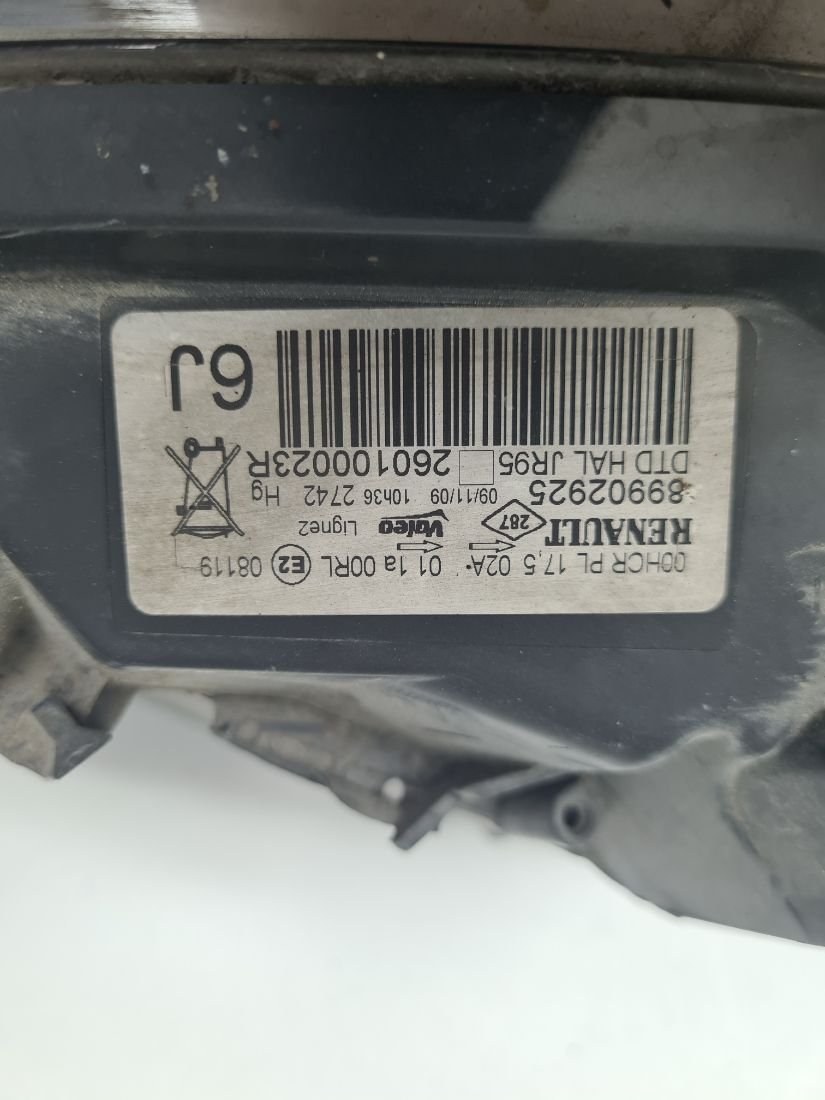 00HCR PL 17,5 02A 01 1a 00RL E2 08119
RENAULT 287 Valeo Ligne2
89902925 09/11/09 10h36 2742 Hg
DTD HAL JR95 260100023R
6J